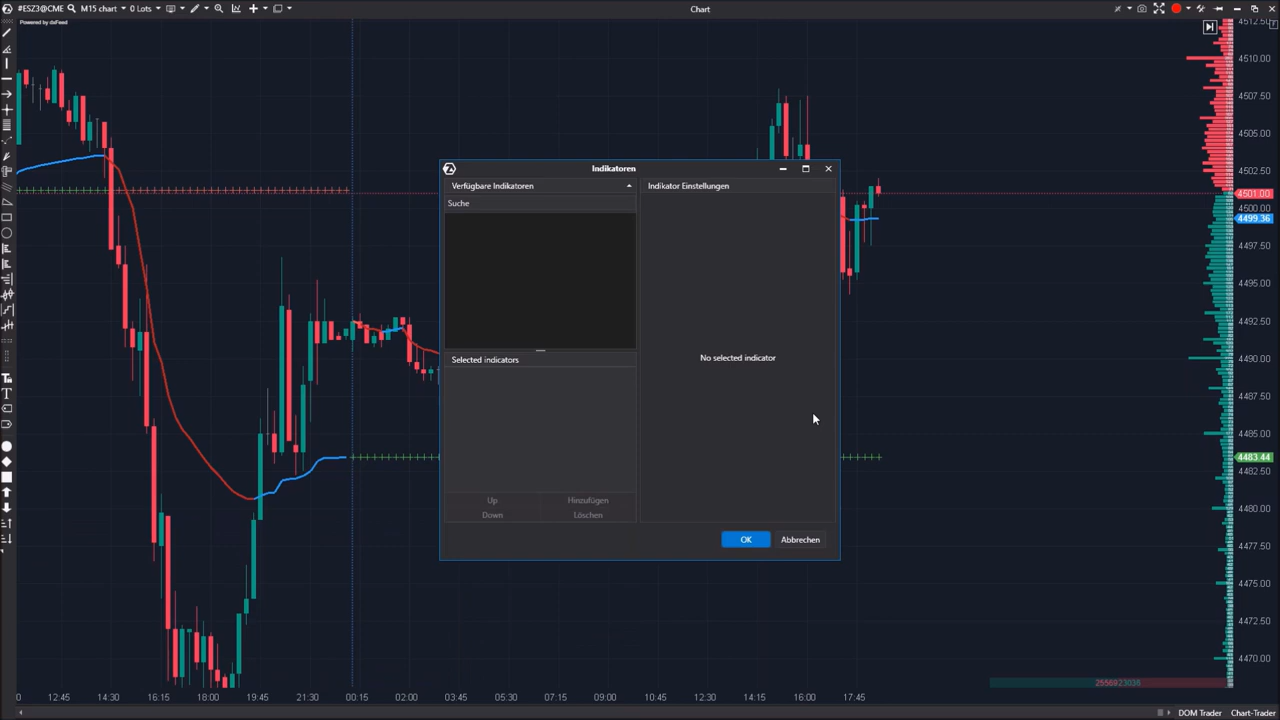 #ESZ3@CME M15 chart 0 Lots Chart
Powered by dxFeed
Indikatoren
Verfügbare Indikatoren
Suche
Selected indicators
Up Hinzufügen
Down Löschen
Indikator Einstellungen
No selected indicator
OK Abbrechen
4512.50
4510.00
4507.50
4505.00
4502.50
4501.00
4500.00
4499.36
4497.50
4495.00
4492.50
4490.00
4487.50
4485.00
4483.44
4482.50
4480.00
4477.50
4475.00
4472.50
4470.00
2556923036
0 12:45 14:30 16:15 18:00 19:45 21:30 00:15 02:00 03:45 05:30 07:15 09:00 10:45 12:30 14:15 16:00 17:45
DOM Trader Chart-Trader